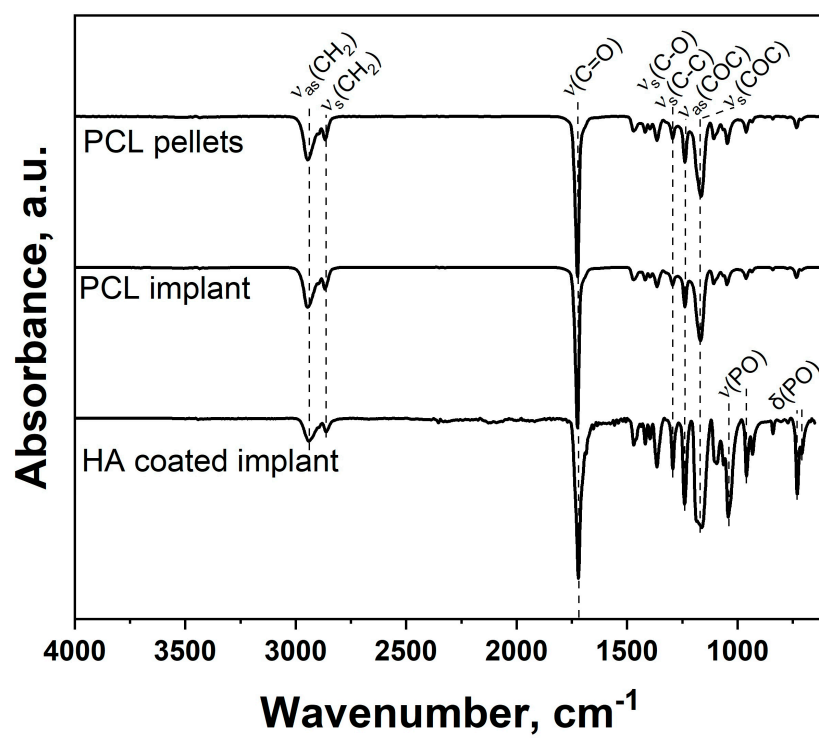 νas(CH2)
νs(CH2)
ν(C=O)
νs(C-O)
νs(C-C)
νas(COC)
νs(COC)
PCL pellets
PCL implant
ν(PO)
δ(PO)
HA coated implant
Absorbance, a.u.
4000 3500 3000 2500 2000 1500 1000
Wavenumber, cm-1